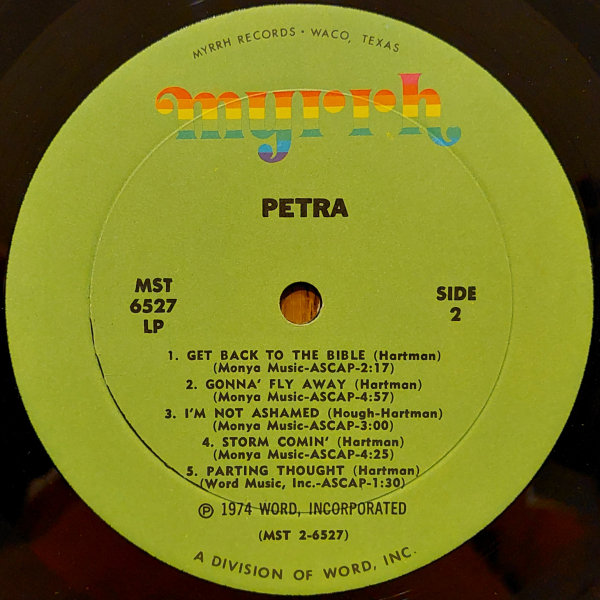 MYRRH RECORDS • WACO, TEXAS
myrrh
PETRA
MST
6527
LP
SIDE
2
1. GET BACK TO THE BIBLE (Hartman)
(Monya Music-ASCAP-2:17)
2. GONNA' FLY AWAY (Hartman)
(Monya Music-ASCAP-4:57)
3. I'M NOT ASHAMED (Hough-Hartman)
(Monya Music-ASCAP-3:00)
4. STORM COMIN' (Hartman)
(Monya Music-ASCAP-4:25)
5. PARTING THOUGHT (Hartman)
(Word Music, Inc.-ASCAP-1:30)
℗ 1974 WORD, INCORPORATED
(MST 2-6527)
A DIVISION OF WORD, INC.